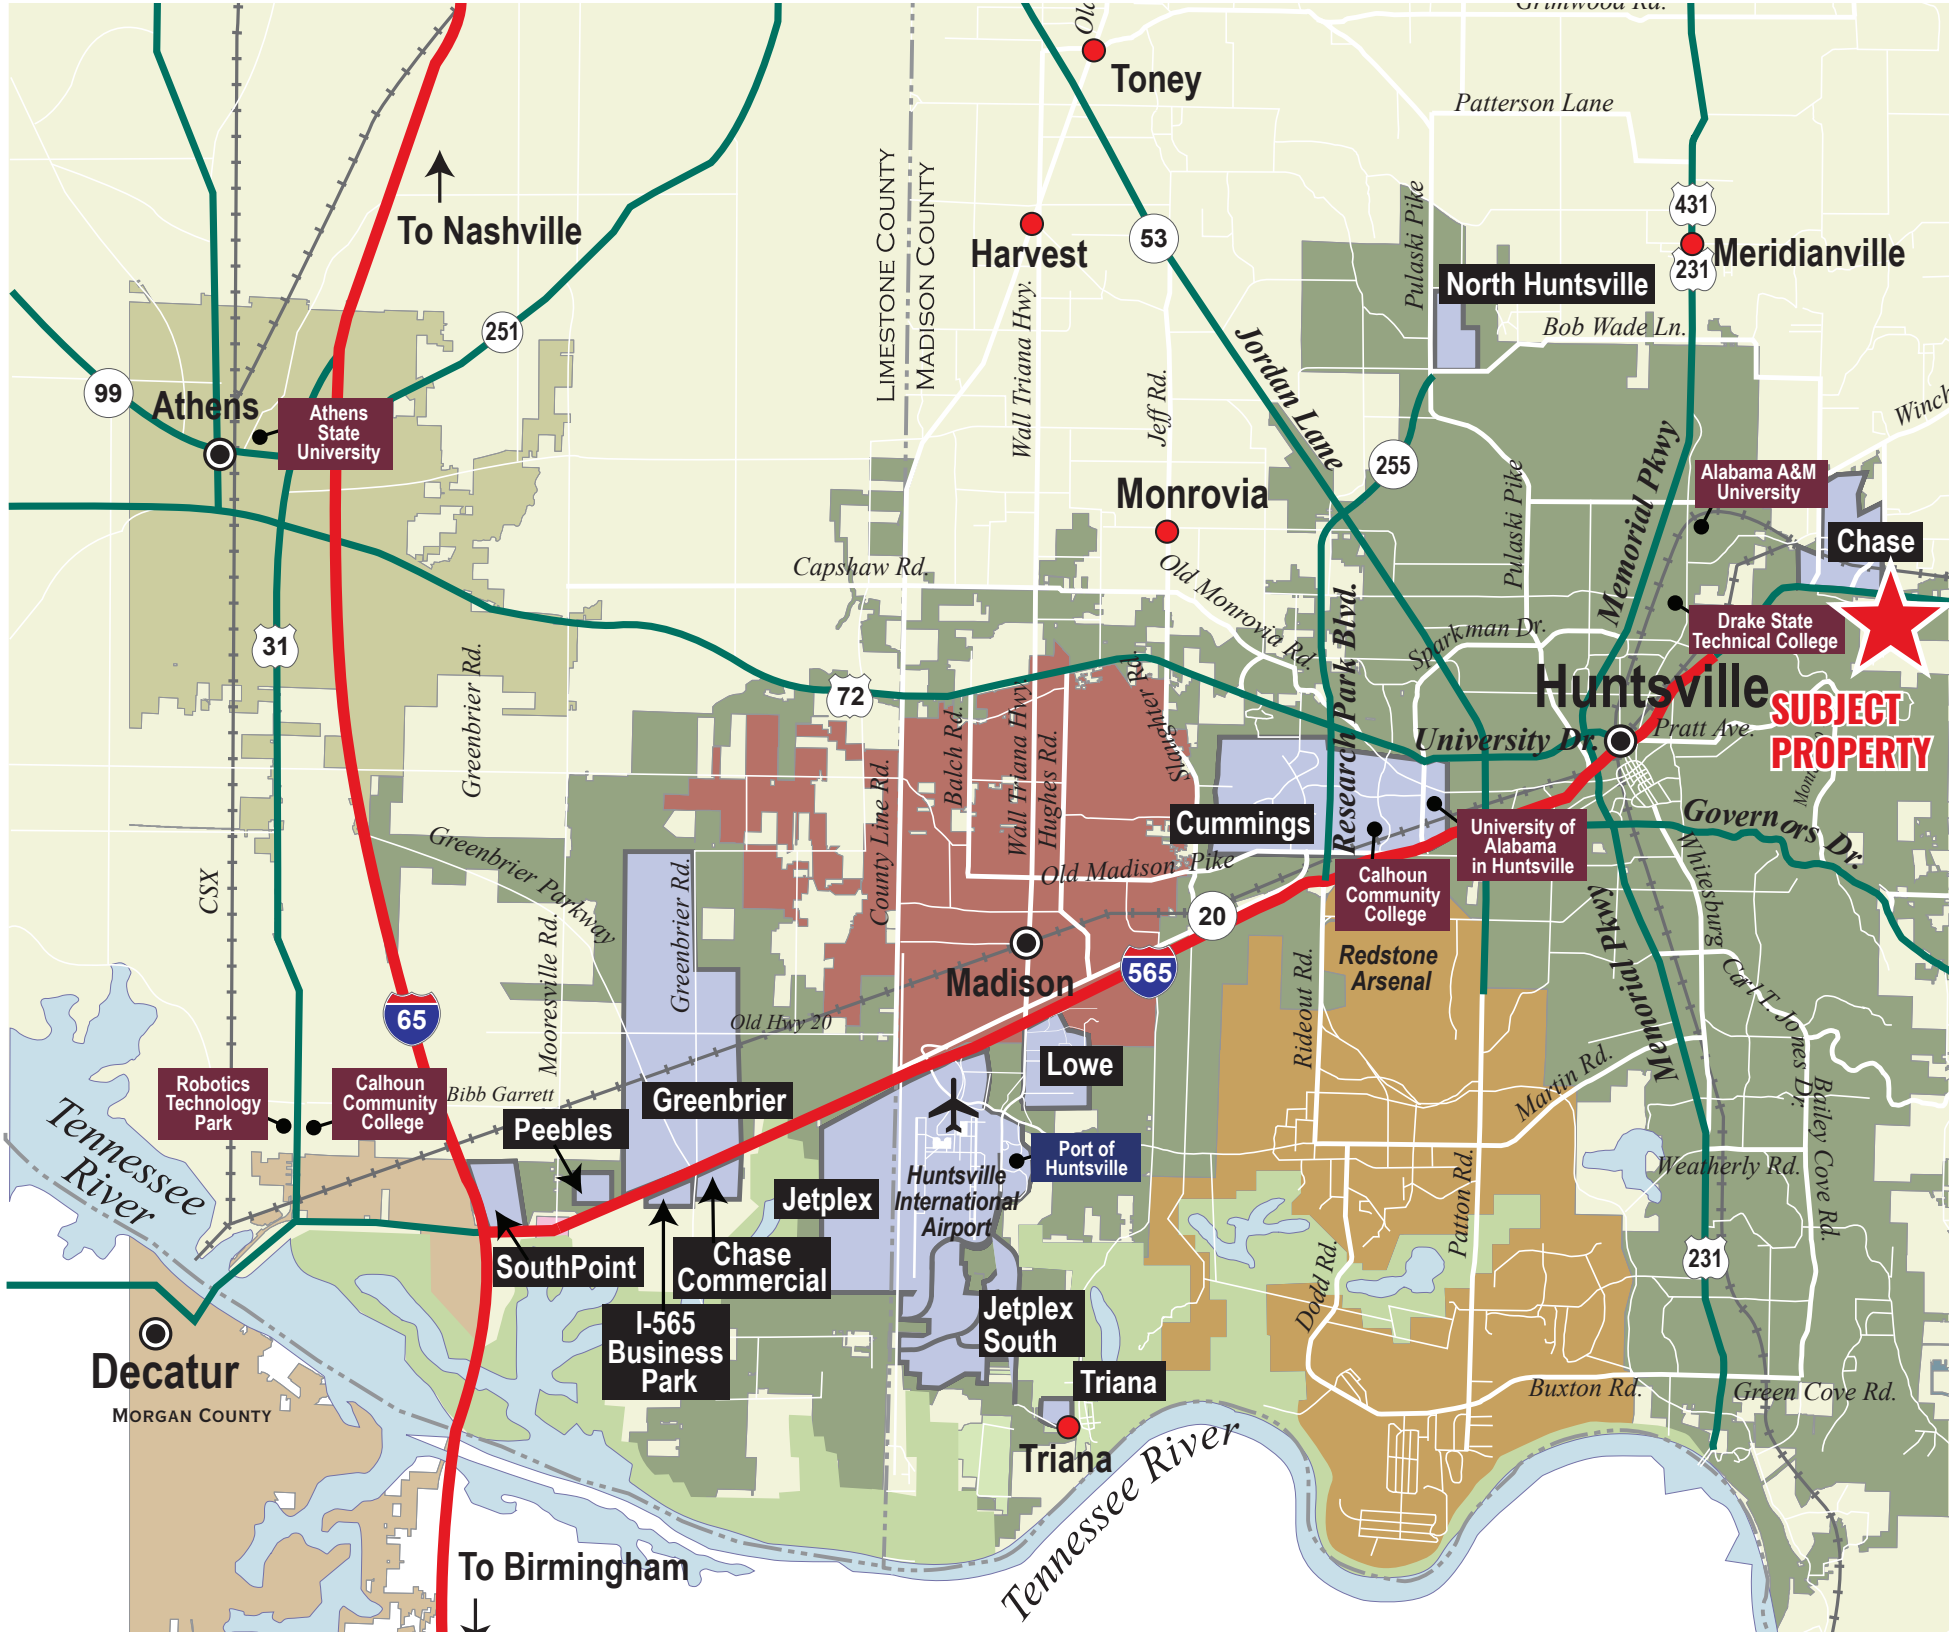 Grimwood Rd.
Old
Toney
Patterson Lane
431
Meridianville
231
To Nashville
LIMESTONE COUNTY
MADISON COUNTY
Harvest
53
Pulaski Pike
North Huntsville
Bob Wade Ln.
251
99
Athens
Athens
State
University
Wall Triana Hwy.
Jeff Rd.
Jordan Lane
255
Memorial Pkwy
Alabama A&M
University
Monrovia
Pulaski Pike
Chase
Capshaw Rd.
Old Monrovia Rd.
Research Park Blvd.
Sparkman Dr.
Drake State
Technical College
31
Greenbrier Rd.
72
Huntsville
SUBJECT
PROPERTY
Pratt Ave.
University Dr.
Slaughter Rd.
Balch Rd.
Wall Triana Hwy.
Hughes Rd.
County Line Rd.
Cummings
Governors Dr.
University of
Alabama
in Huntsville
Whitesburg
Old Madison Pike
Calhoun
Community
College
Greenbrier Parkway
CSX
Greenbrier Rd.
Mooresville Rd.
20
Madison
565
Redstone
Arsenal
Rideout Rd.
Memorial Pkwy
Carl T. Jones Dr.
65
Old Hwy 20
Lowe
Martin Rd.
Bailey Cove Rd.
Robotics
Technology
Park
Calhoun
Community
College
Bibb Garrett
Peebles
Greenbrier
Port of
Huntsville
Huntsville
International
Airport
Jetplex
Weatherly Rd.
Patton Rd.
Tennessee
River
SouthPoint
Chase
Commercial
231
Dodd Rd.
I-565
Business
Park
Jetplex
South
Decatur
MORGAN COUNTY
Triana
Triana
Buxton Rd.
Green Cove Rd.
Tennessee River
To Birmingham